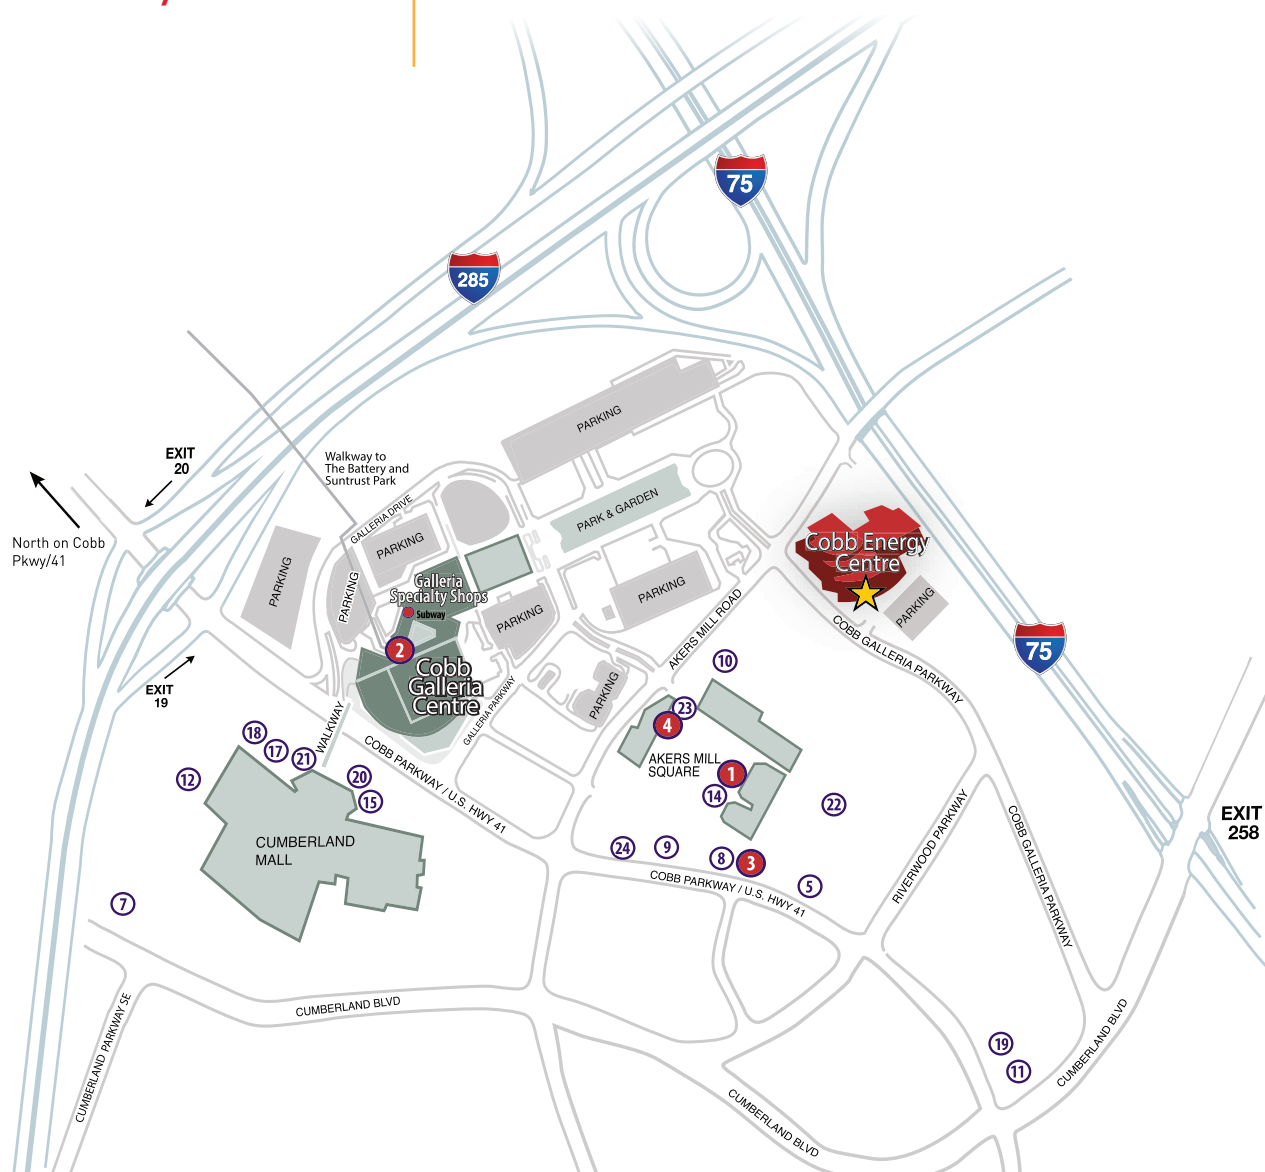 75
285
EXIT
20
North on Cobb
Pkwy/41
Walkway to
The Battery and
Suntrust Park
GALLERIA DRIVE
PARKING
PARK & GARDEN
PARKING
PARKING
PARKING
PARKING
PARKING
PARKING
Galleria
Specialty Shops
Subway
2
Cobb
Galleria
Centre
Cobb Energy
Centre
PARKING
COBB GALLERIA PARKWAY
75
AKERS MILL ROAD
GALLERIA PARKWAY
PARKING
EXIT
19
WALKWAY
COBB PARKWAY / U.S. HWY 41
10
23
4
AKERS MILL
SQUARE
1
14
22
18
17
21
20
15
12
CUMBERLAND
MALL
7
24
9
8
3
5
COBB PARKWAY / U.S. HWY 41
RIVERWOOD PARKWAY
COBB GALLERIA PARKWAY
EXIT
258
CUMBERLAND PARKWAY SE
CUMBERLAND BLVD
CUMBERLAND BLVD
19
11
CUMBERLAND BLVD